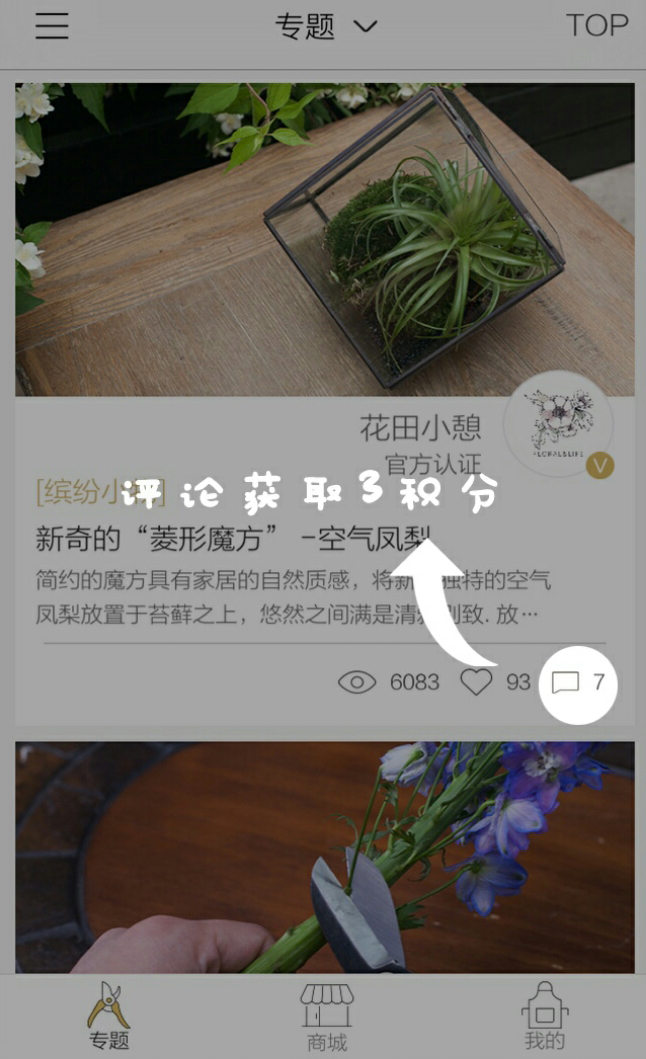 专题
TOP
花田小憩
FLORAL&LIFE
官方认证
V
[缤纷小
评论获取3积分
新奇的“菱形魔方” -空气凤梨
简约的魔方具有家居的自然质感，将新 独特的空气
凤梨放置于苔藓之上，悠然之间满是清 别致. 放…
6083
93
7
专题
商城
我的